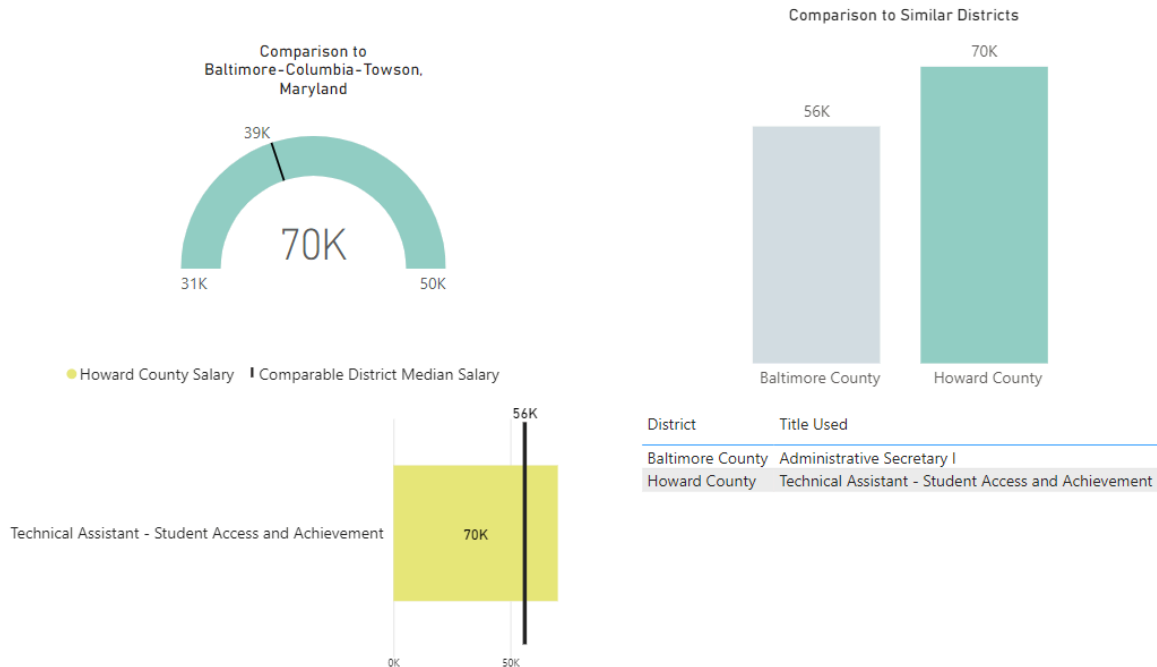 Comparison to
Baltimore-Columbia-Towson,
Maryland
39K
70K
31K
50K
Comparison to Similar Districts
70K
56K
Baltimore County
Howard County
Howard County Salary
Comparable District Median Salary
56K
Technical Assistant - Student Access and Achievement
70K
0K
50K
District Title Used
Baltimore County Administrative Secretary I
Howard County Technical Assistant - Student Access and Achievement